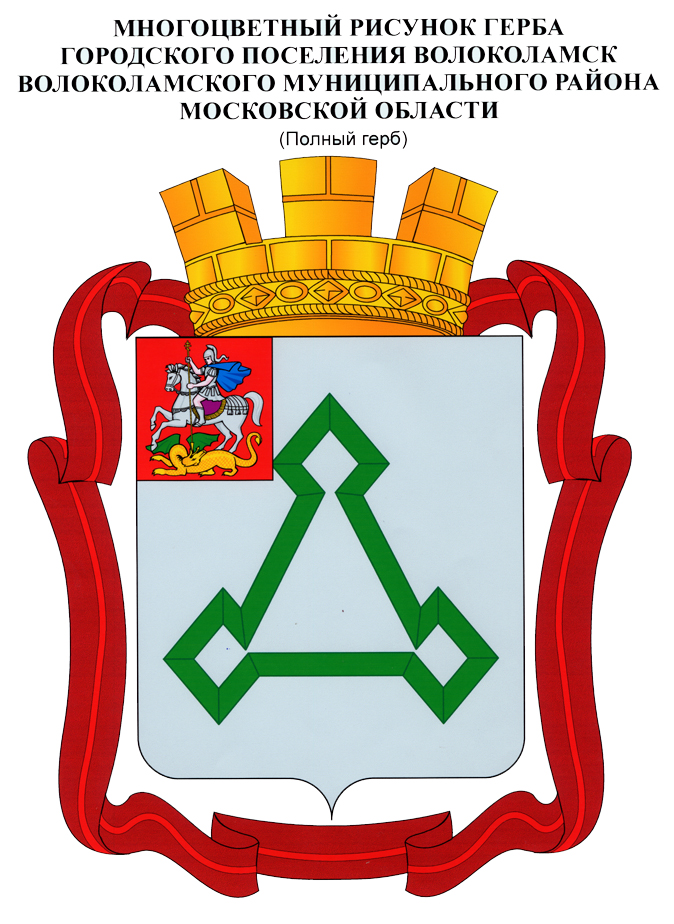 МНОГОЦВЕТНЫЙ РИСУНОК ГЕРБА
ГОРОДСКОГО ПОСЕЛЕНИЯ ВОЛОКОЛАМСК
ВОЛОКОЛАМСКОГО МУНИЦИПАЛЬНОГО РАЙОНА
МОСКОВСКОЙ ОБЛАСТИ
(Полный герб)